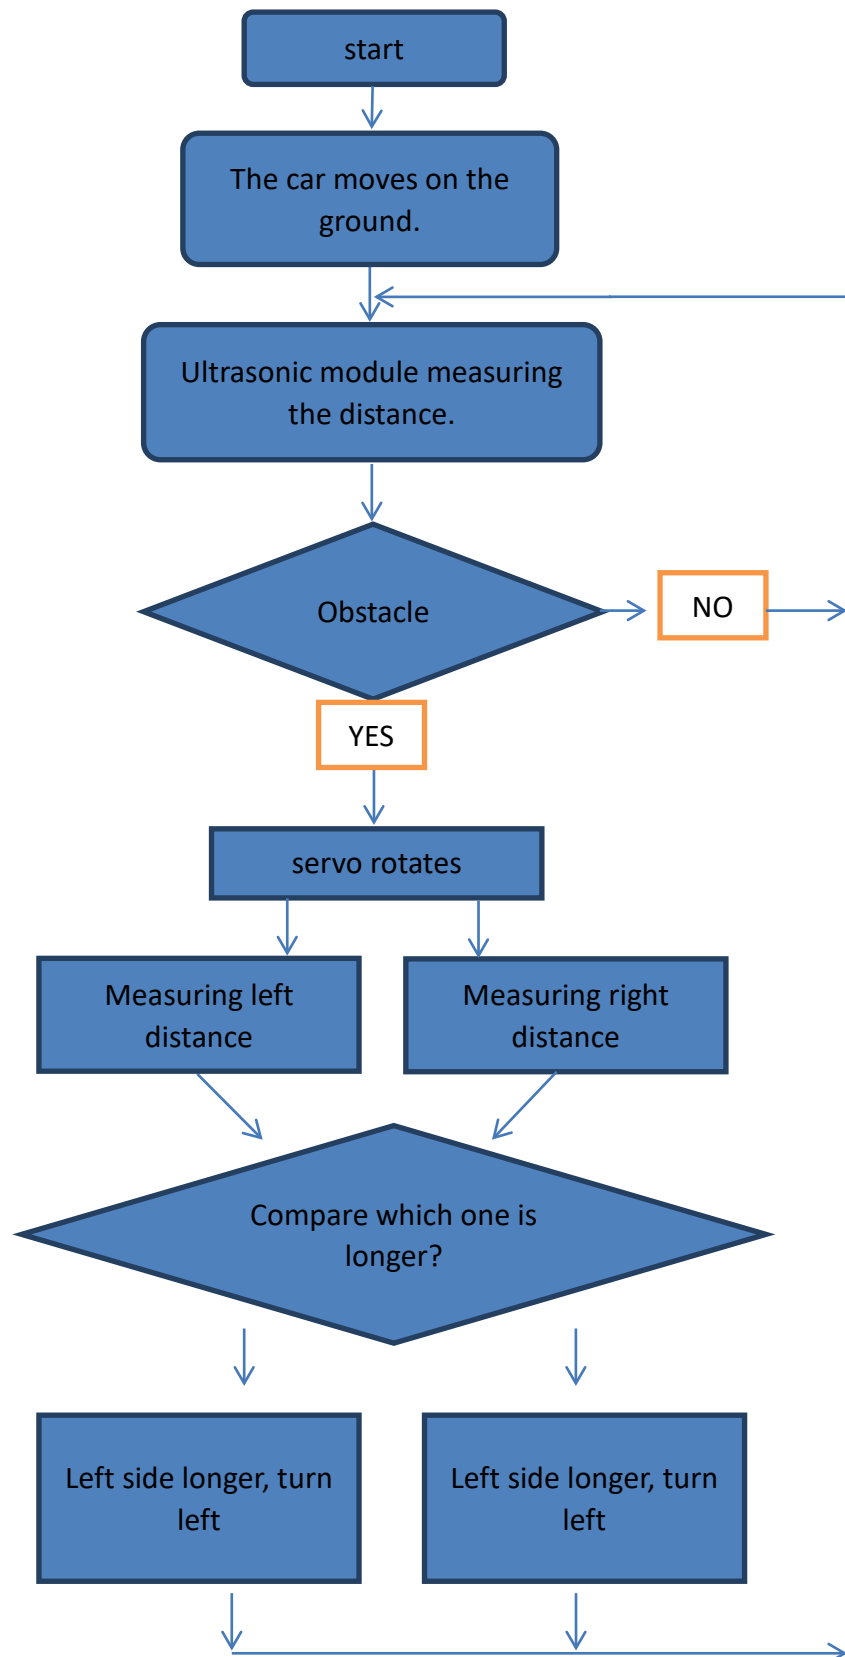 start
The car moves on the
ground.
Ultrasonic module measuring
the distance.
Obstacle
NO
YES
servo rotates
Measuring left
distance
Measuring right
distance
Compare which one is
longer?
Left side longer, turn
left
Left side longer, turn
left